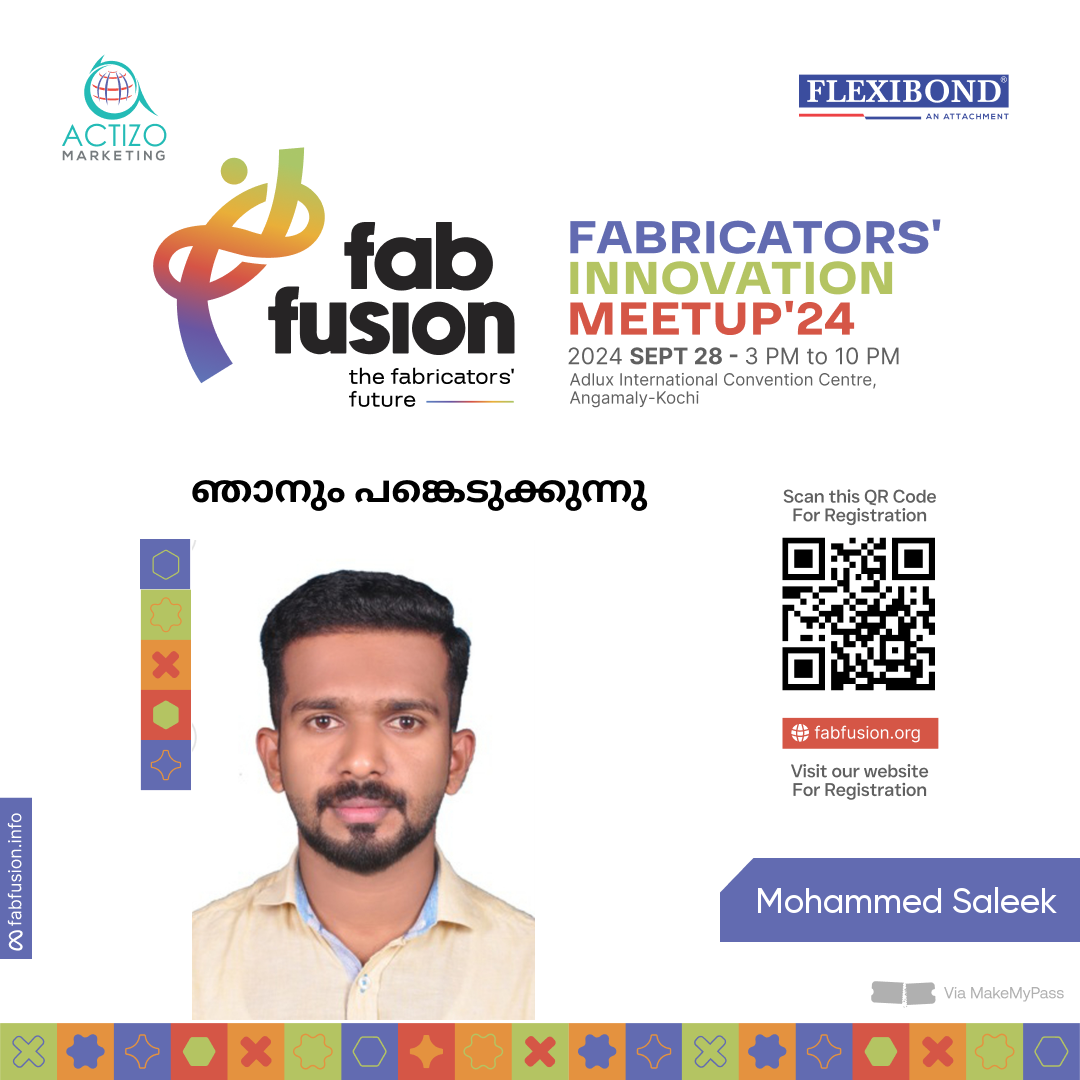 ACTIZO
MARKETING
FLEXIBOND®
AN ATTACHMENT
fab
fusion
the fabricators'
future
FABRICATORS'
INNOVATION
MEETUP'24
2024 SEPT 28 - 3 PM to 10 PM
Adlux International Convention Centre,
Angamaly-Kochi
ഞാനും പങ്കെടുക്കുന്നു
Scan this QR Code
For Registration
fabfusion.org
Visit our website
For Registration
fabfusion.info
Mohammed Saleek
Via MakeMyPass